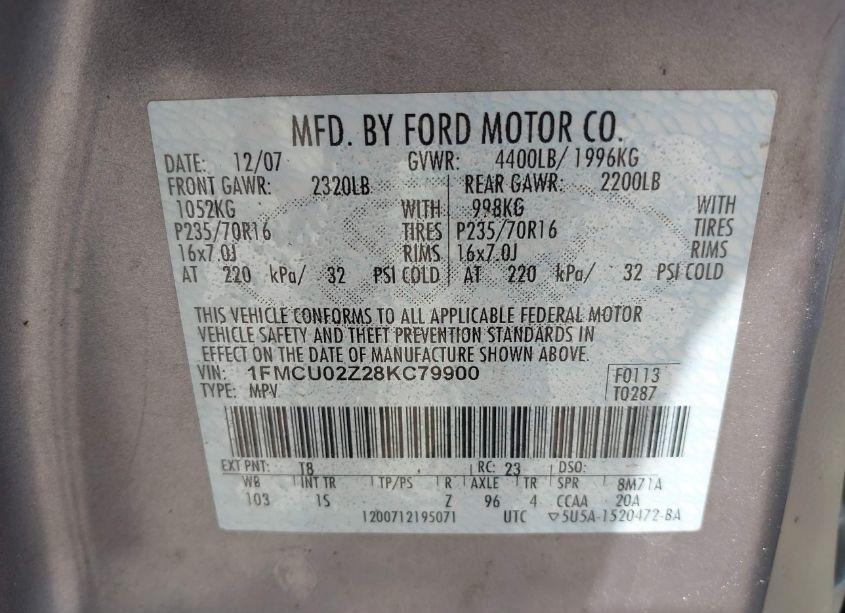 MFD. BY FORD MOTOR CO.
DATE: 12/07 GVWR: 4400LB/1996KG
FRONT GAWR: 2320LB REAR GAWR: 2200LB
1052KG WITH 998KG WITH
P235/70R16 TIRES P235/70R16 TIRES
16x7.0J RIMS 16x7.0J RIMS
AT 220 kPa/ 32 PSI COLD AT 220 kPa/ 32 PSI COLD
THIS VEHICLE CONFORMS TO ALL APPLICABLE FEDERAL MOTOR
VEHICLE SAFETY AND THEFT PREVENTION STANDARDS IN
EFFECT ON THE DATE OF MANUFACTURE SHOWN ABOVE.
VIN: 1FMCU02Z28KC79900 F0113
TYPE: MPV T0287
EXT PNT: T8 RC: 23 DSO:
WB INT TR TP/PS R AXLE TR SPR 8M71A
103 1S Z 96 4 CCAA 20A
1200712195071 UTC ▽5U5A-1520472-BA